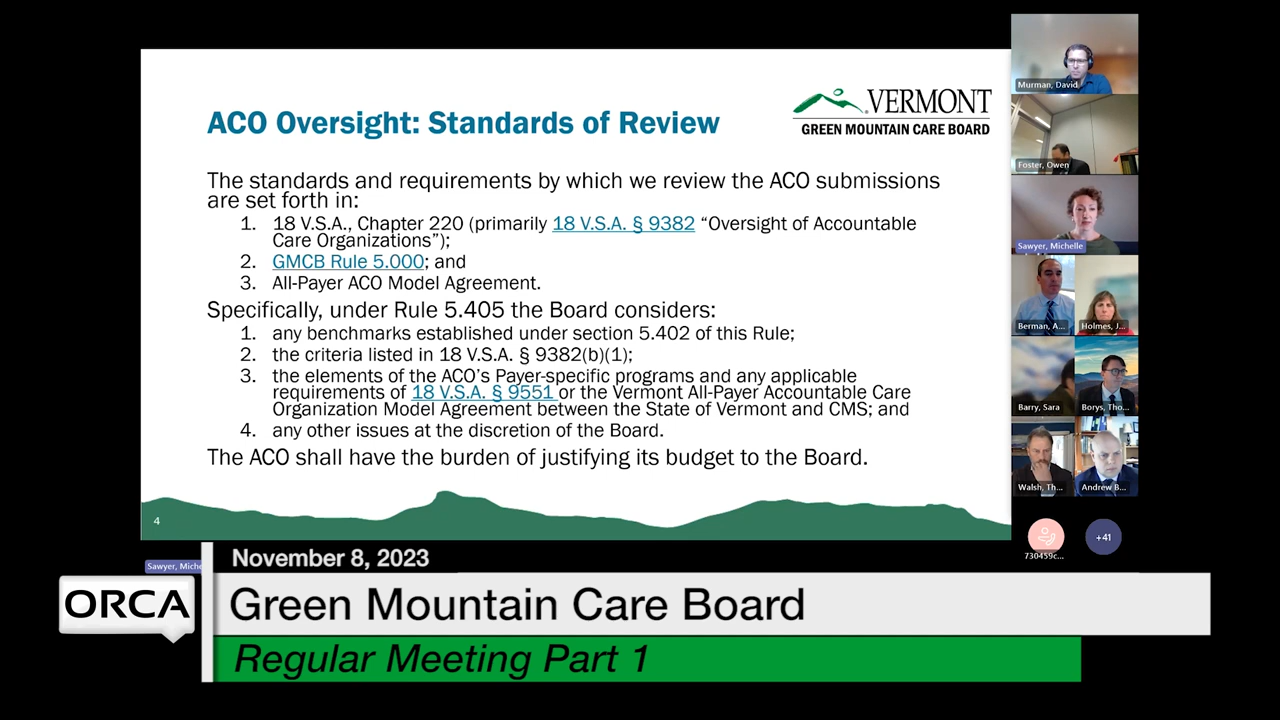 ACO Oversight: Standards of Review
VERMONT
GREEN MOUNTAIN CARE BOARD
The standards and requirements by which we review the ACO submissions
are set forth in:
1. 18 V.S.A., Chapter 220 (primarily 18 V.S.A. § 9382 “Oversight of Accountable
Care Organizations”);
2. GMCB Rule 5.000; and
3. All-Payer ACO Model Agreement.
Specifically, under Rule 5.405 the Board considers:
1. any benchmarks established under section 5.402 of this Rule;
2. the criteria listed in 18 V.S.A. § 9382(b)(1);
3. the elements of the ACO’s Payer-specific programs and any applicable
requirements of 18 V.S.A. § 9551 or the Vermont All-Payer Accountable Care
Organization Model Agreement between the State of Vermont and CMS; and
4. any other issues at the discretion of the Board.
The ACO shall have the burden of justifying its budget to the Board.
4
Murman, David
Foster, Owen
Sawyer, Michelle
Berman, A...
Holmes, J...
Barry, Sara
Borys, Tho...
Walsh, Th...
Andrew B...
730459c...
+41
Sawyer, Miche
ORCA
November 8, 2023
Green Mountain Care Board
Regular Meeting Part 1